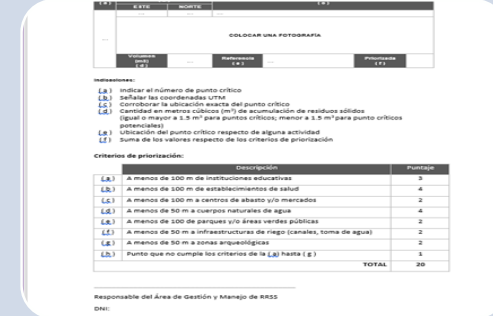 ESTE NORTE
... ... ...
... COLOCAR UNA FOTOGRAFÍA
Volumen (m3) (d) ... Referencia (e) ... Priorizada (f)
Indicaciones:
(a) Indicar el número de punto crítico
(b) Señalar las coordenadas UTM
(c) Corroborar la ubicación exacta del punto crítico
(d) Cantidad en metros cúbicos (m³) de acumulación de residuos sólidos
(igual o mayor a 1.5 m³ para puntos críticos; menor a 1.5 m³ para puntos críticos
potenciales)
(e) Ubicación del punto crítico respecto de alguna actividad
(f) Suma de los valores respecto de los criterios de priorización
Criterios de priorización:
Descripción Puntaje
(a) A menos de 100 m de instituciones educativas 3
(b) A menos de 100 m de establecimientos de salud 4
(c) A menos de 100 m a centros de abasto y/o mercados 2
(d) A menos de 50 m a cuerpos naturales de agua 4
(e) A menos de 100 de parques y/o áreas verdes públicas 2
(f) A menos de 50 m a infraestructuras de riego (canales, toma de agua) 2
(g) A menos de 50 m a zonas arqueológicas 2
(h) Punto que no cumple los criterios de la (a) hasta (g) 1
TOTAL 20
Responsable del Área de Gestión y Manejo de RRSS
DNI: